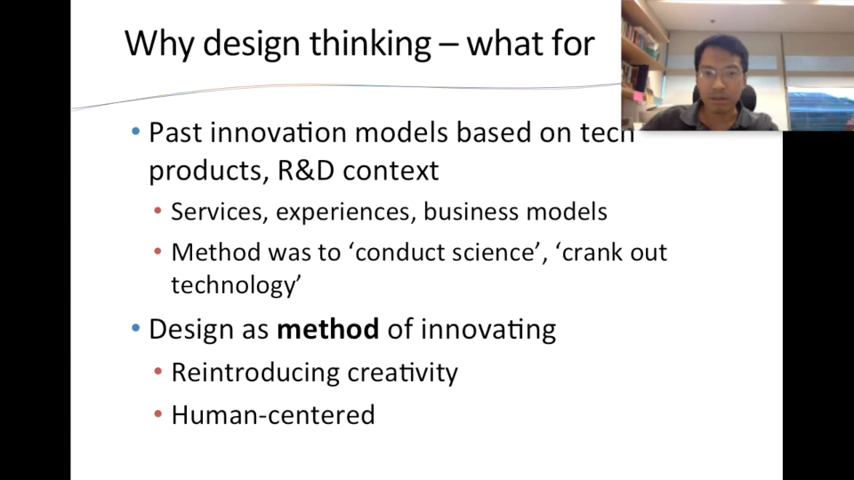 Why design thinking – what for
• Past innovation models based on tech
products, R&D context
• Services, experiences, business models
• Method was to ‘conduct science’, ‘crank out
technology’
• Design as method of innovating
• Reintroducing creativity
• Human-centered